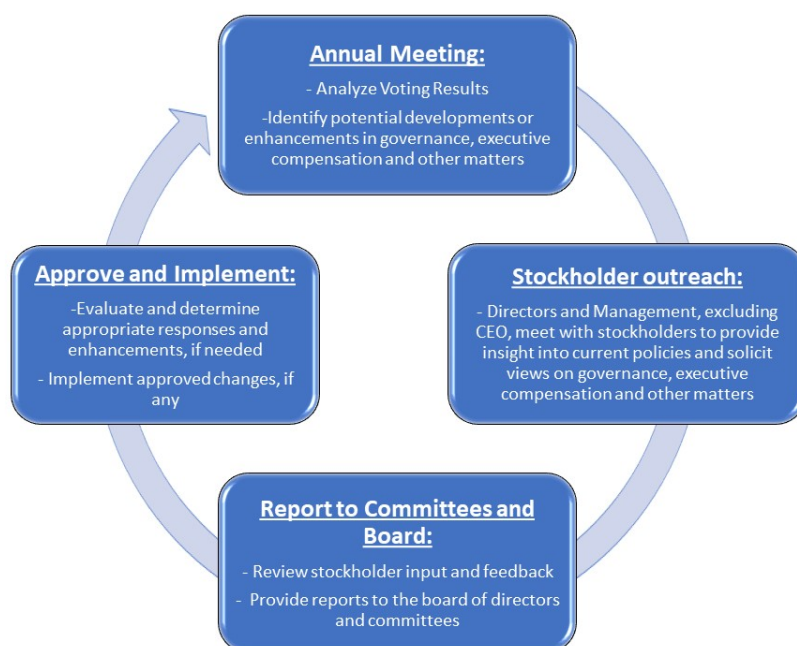 Annual Meeting:
- Analyze Voting Results
-Identify potential developments or
enhancements in governance, executive
compensation and other matters
Stockholder outreach:
- Directors and Management, excluding
CEO, meet with stockholders to provide
insight into current policies and solicit
views on governance, executive
compensation and other matters
Report to Committees and
Board:
- Review stockholder input and feedback
- Provide reports to the board of directors
and committees
Approve and Implement:
-Evaluate and determine
appropriate responses and
enhancements, if needed
- Implement approved changes, if
any